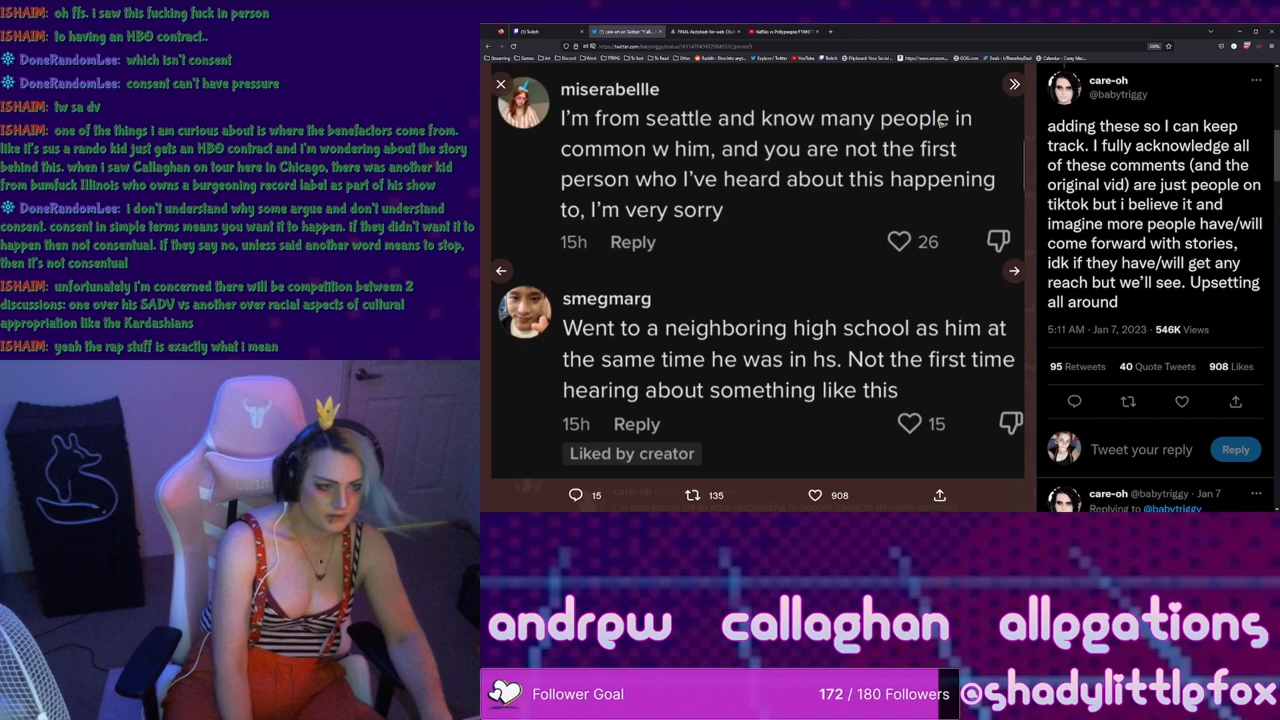 ISHAIM: oh ffs. i saw this fucking fuck in person
ISHAIM: to having an HBO contract..
DoneRandomLee: which isn't consent
DoneRandomLee: consent can't have pressure
ISHAIM: tw sa dv
ISHAIM: one of the things i am curious about is where the benefactors come from.
like it's sus a rando kid just gets an HBO contract and i'm wondering about the story
behind this. when i saw Callaghan on tour here in Chicago, there was another kid
from bumfuck Illinois who owns a burgeoning record label as part of his show
DoneRandomLee: i don't understand why some argue and don't understand
consent. consent in simple terms means you want it to happen. if they didn't want it to
happen then not consentual. if they say no, unless said another word means to stop,
then it's not consentual
ISHAIM: unfortunately i'm concerned there will be competition between 2
discussions: one over his SADV vs another over racial aspects of cultural
appropriation like the Kardashians
ISHAIM: yeah the rap stuff is exactly what i mean
miserabellle
I'm from seattle and know many people in
common w him, and you are not the first
person who I've heard about this happening
to, I'm very sorry
15h Reply 26
smegmarg
Went to a neighboring high school as him at
the same time he was in hs. Not the first time
hearing about something like this
15h Reply 15
Liked by creator
15 135 908
care-oh
@babytriggy
adding these so I can keep
track. I fully acknowledge all
of these comments (and the
original vid) are just people on
tiktok but i believe it and
imagine more people have/will
come forward with stories,
idk if they have/will get any
reach but we'll see. Upsetting
all around
5:11 AM · Jan 7, 2023 · 546K Views
95 Retweets 40 Quote Tweets 908 Likes
Tweet your reply Reply
care-oh @babytriggy · Jan 7
Replying to @babytriggy
andrew callaghan allegations
Follower Goal 172 / 180 Followers
@shadylittlefox